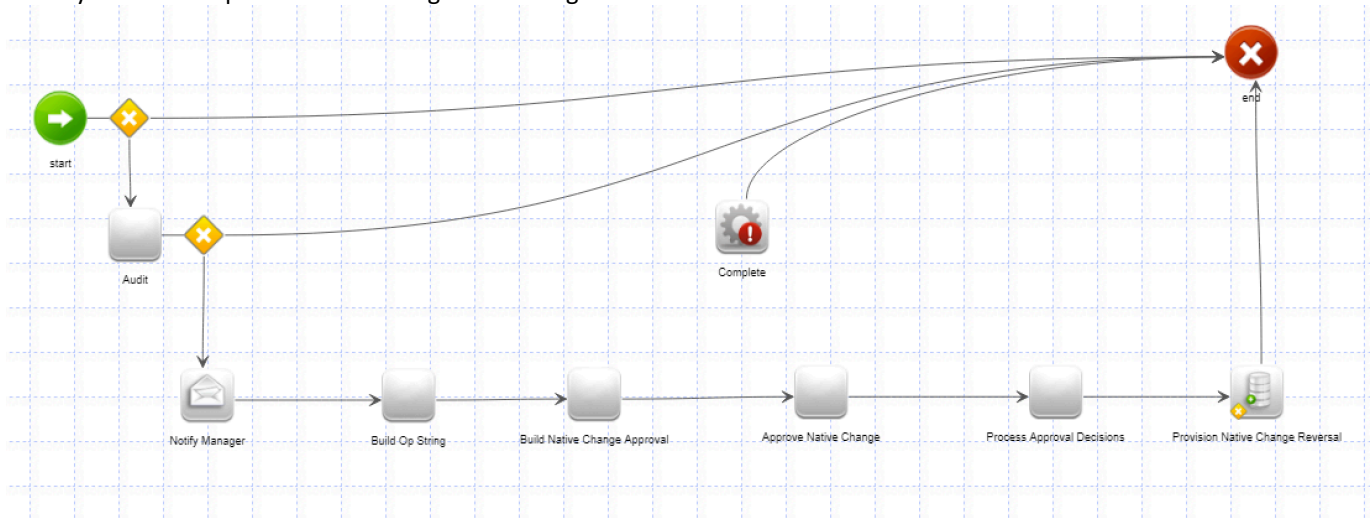 end
start
Audit
Complete
Notify Manager
Build Op String
Build Native Change Approval
Approve Native Change
Process Approval Decisions
Provision Native Change Reversal